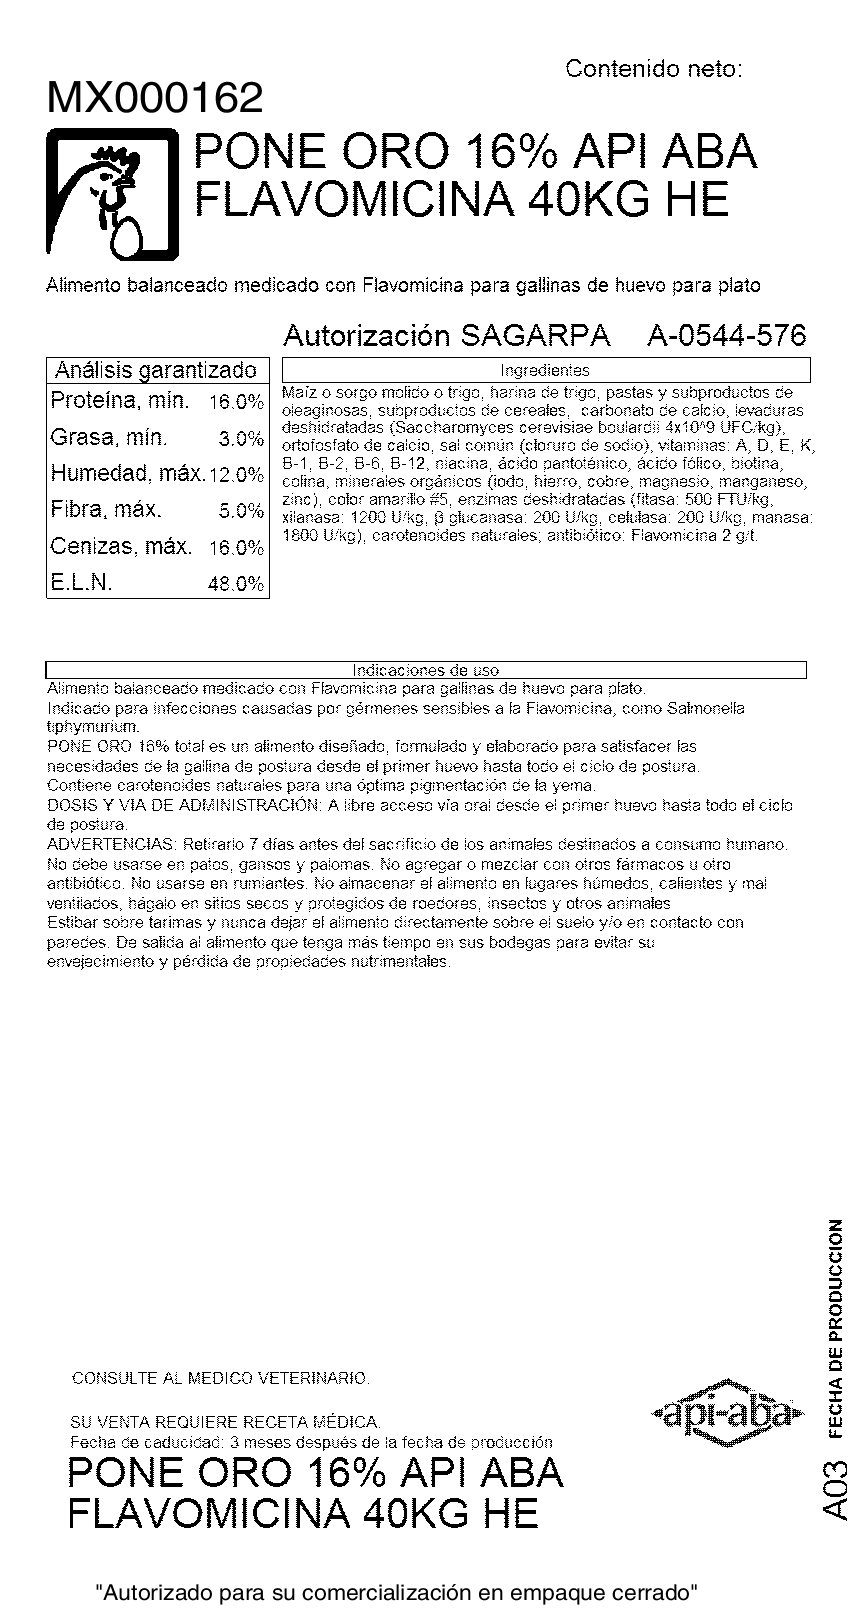 Contenido neto:
MX000162
PONE ORO 16% API ABA
FLAVOMICINA 40KG HE
Alimento balanceado medicado con Flavomicina para gallinas de huevo para plato
Autorización SAGARPA A-0544-576
Análisis garantizado
Proteína, mín. 16.0%
Grasa, mín. 3.0%
Humedad, máx. 12.0%
Fibra, máx. 5.0%
Cenizas, máx. 16.0%
E.L.N. 48.0%
Ingredientes
Maíz o sorgo molido o trigo, harina de trigo, pastas y subproductos de
oleaginosas, subproductos de cereales, carbonato de calcio, levaduras
deshidratadas (Saccharomyces cerevisiae boulardii 4x10^9 UFC/kg),
ortofosfato de calcio, sal común (cloruro de sodio), vitaminas: A, D, E, K,
B-1, B-2, B-6, B-12, niacina, ácido pantoténico, ácido fólico, biotina,
colina, minerales orgánicos (iodo, hierro, cobre, magnesio, manganeso,
zinc), color amarillo #5, enzimas deshidratadas (fitasa: 500 FTU/kg,
xilanasa: 1200 U/kg, β glucanasa: 200 U/kg, celulasa: 200 U/kg, manasa:
1800 U/kg), carotenoides naturales; antibiótico: Flavomicina 2 g/t.
Indicaciones de uso
Alimento balanceado medicado con Flavomicina para gallinas de huevo para plato.
Indicado para infecciones causadas por gérmenes sensibles a la Flavomicina, como Salmonella
tiphymurium.
PONE ORO 16% total es un alimento diseñado, formulado y elaborado para satisfacer las
necesidades de la gallina de postura desde el primer huevo hasta todo el ciclo de postura.
Contiene carotenoides naturales para una óptima pigmentación de la yema.
DOSIS Y VIA DE ADMINISTRACIÓN: A libre acceso vía oral desde el primer huevo hasta todo el ciclo
de postura.
ADVERTENCIAS: Retirarlo 7 días antes del sacrificio de los animales destinados a consumo humano.
No debe usarse en patos, gansos y palomas. No agregar o mezclar con otros fármacos u otro
antibiótico. No usarse en rumiantes. No almacenar el alimento en lugares húmedos, calientes y mal
ventilados, hágalo en sitios secos y protegidos de roedores, insectos y otros animales
Estibar sobre tarimas y nunca dejar el alimento directamente sobre el suelo y/o en contacto con
paredes. De salida al alimento que tenga más tiempo en sus bodegas para evitar su
envejecimiento y pérdida de propiedades nutrimentales.
FECHA DE PRODUCCION
A03
CONSULTE AL MEDICO VETERINARIO.
api-aba
SU VENTA REQUIERE RECETA MÉDICA.
Fecha de caducidad: 3 meses después de la fecha de producción
PONE ORO 16% API ABA
FLAVOMICINA 40KG HE
"Autorizado para su comercialización en empaque cerrado"